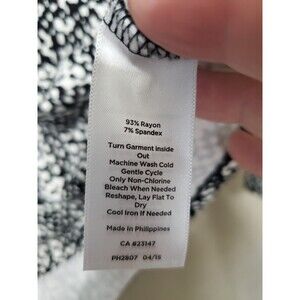 93% Rayon
7% Spandex
Turn Garment Inside
Out
Machine Wash Cold
Gentle Cycle
Only Non-Chlorine
Bleach When Needed
Reshape, Lay Flat To
Dry
Cool Iron If Needed
Made in Philippines
CA #23147
PH2807 04/15